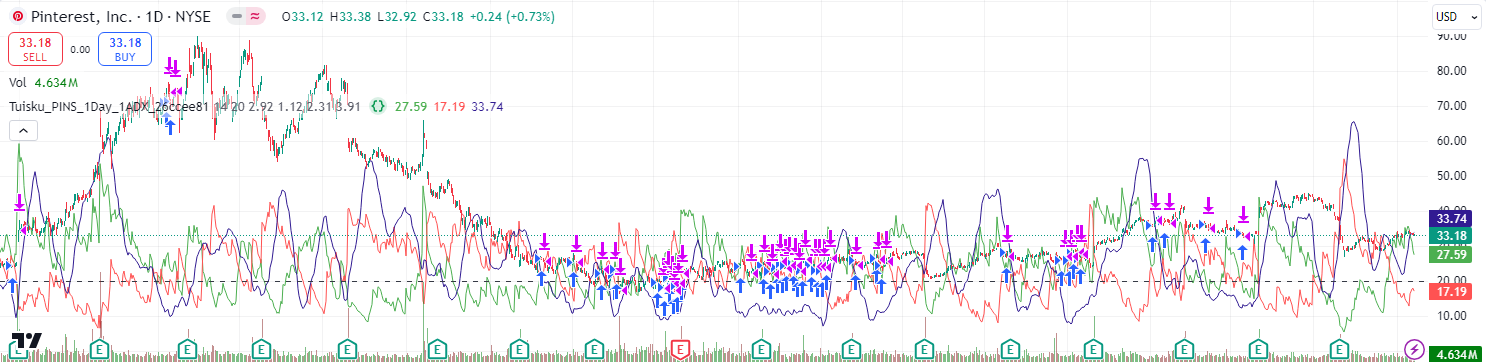 Pinterest, Inc. · 1D · NYSE O33.12 H33.38 L32.92 C33.18 +0.24 (+0.73%)
USD
33.18 0.00 33.18
SELL BUY
Vol 4.634M
Tuisku_PINS_1Day_1ADX_26ccee81 14 20 2.92 1.12 2.31 3.91 27.59 17.19 33.74
90.00
80.00
70.00
60.00
50.00
40.00
33.74
33.18
27.59
20.00
17.19
10.00
4.634M
E E E E E E E E E E E E E E E E